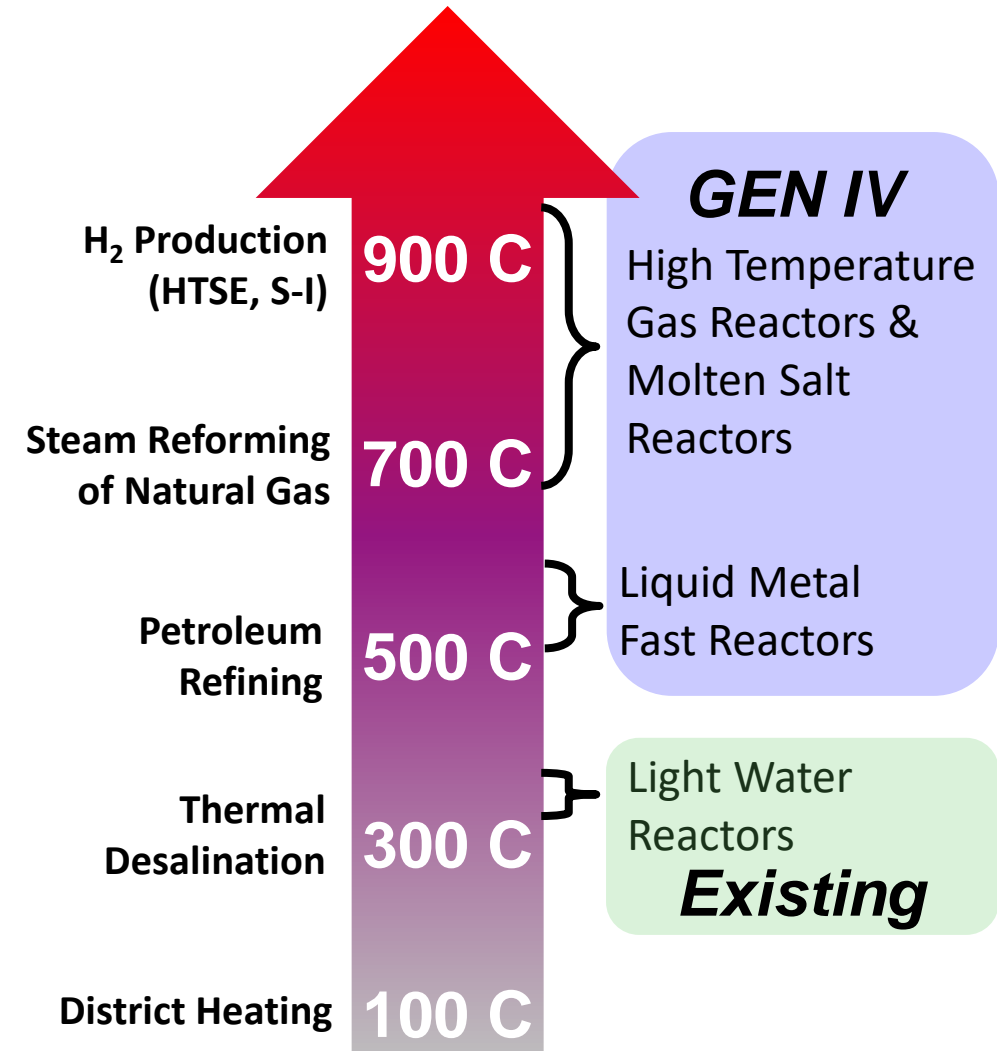 H₂ Production
(HTSE, S-I)
900 C
GEN IV
High Temperature
Gas Reactors &
Molten Salt
Reactors
Steam Reforming
of Natural Gas
700 C
Liquid Metal
Fast Reactors
Petroleum
Refining
500 C
Light Water
Reactors
Existing
Thermal
Desalination
300 C
District Heating
100 C